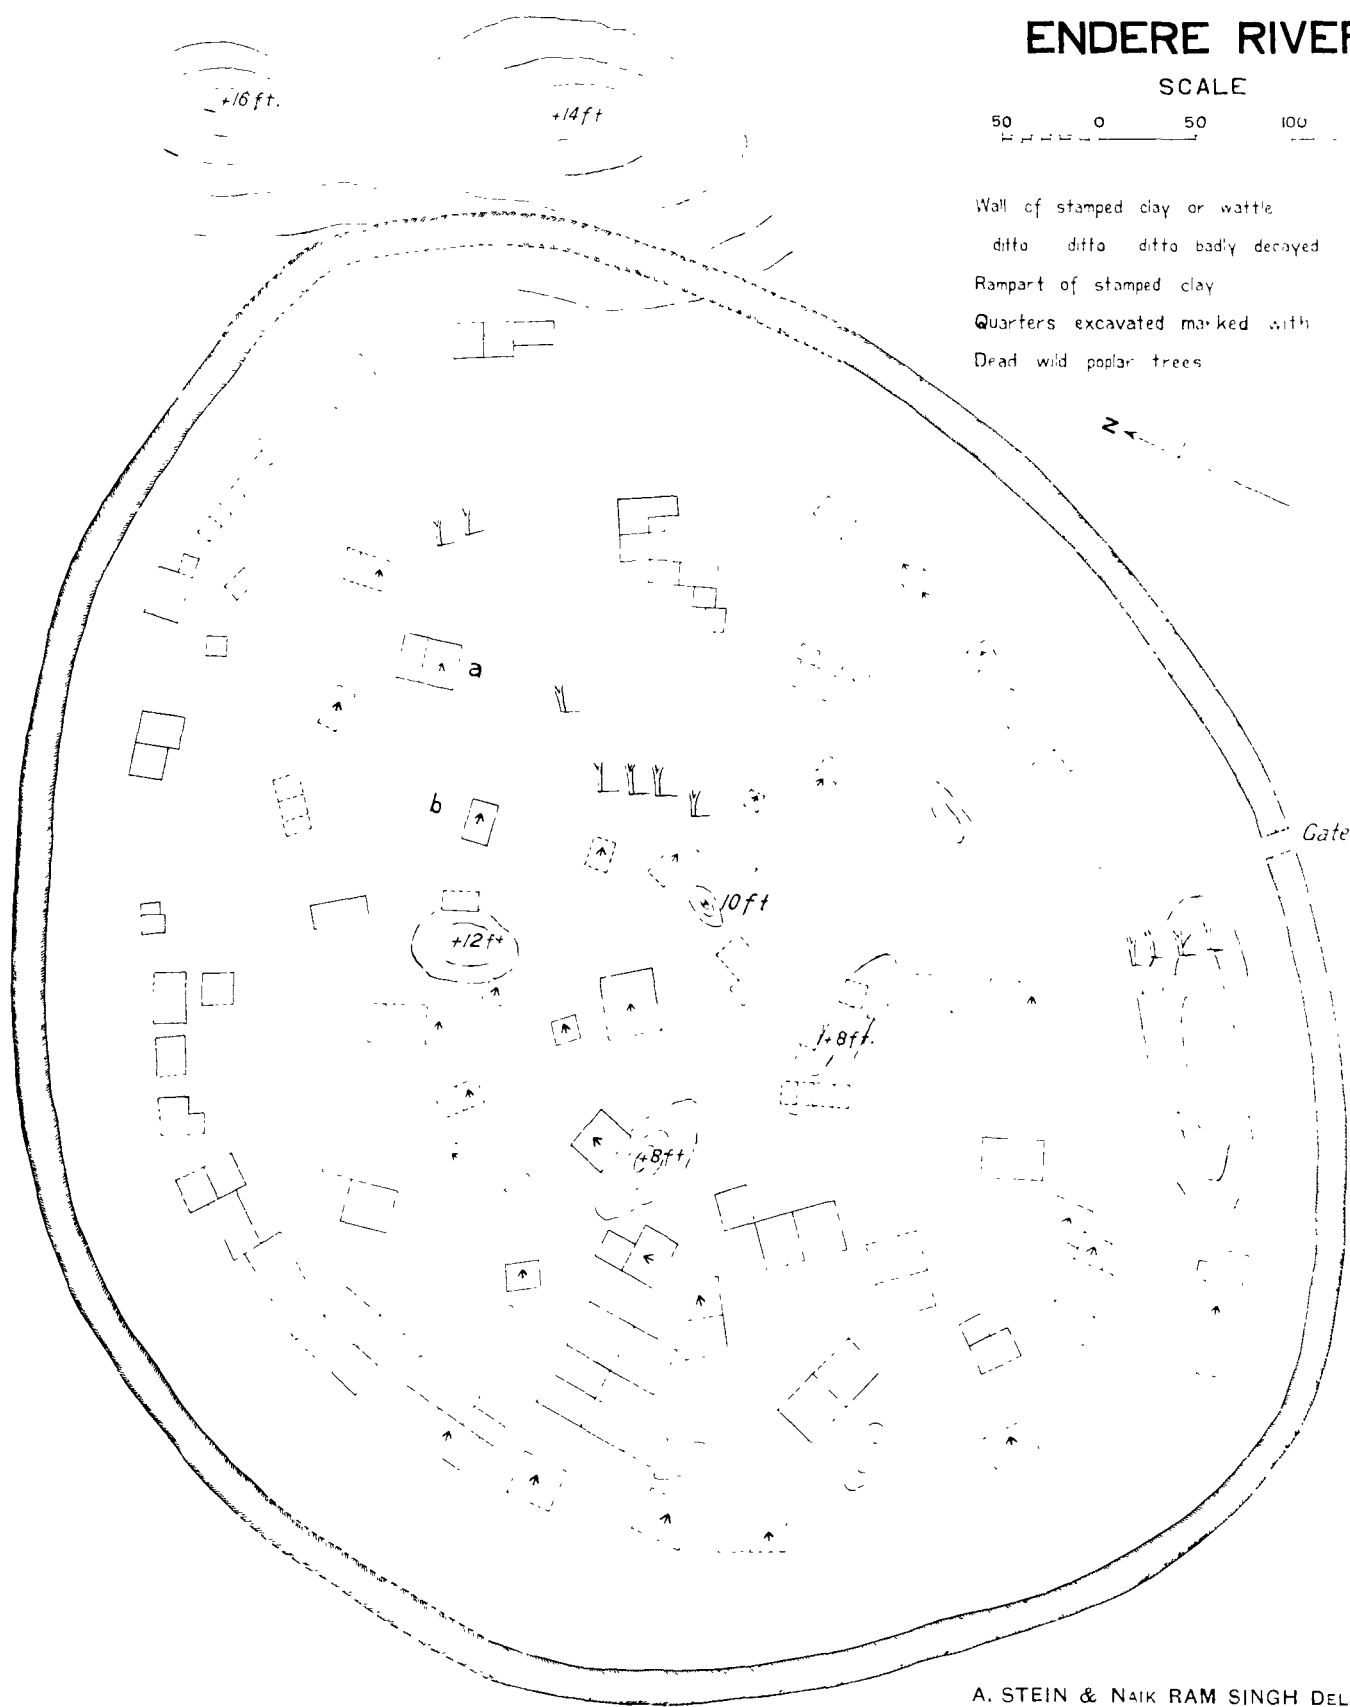 ENDERE RIVER
SCALE
50 0 50 100
Wall of stamped clay or wattle
ditto ditto ditto badly decayed
Rampart of stamped clay
Quarters excavated marked with
Dead wild poplar trees
N
+16 ft.
+14 ft
a
b
Gate
10 ft
+12 ft
+8 ft.
+8 ft
A. STEIN & NAIK RAM SINGH DEL